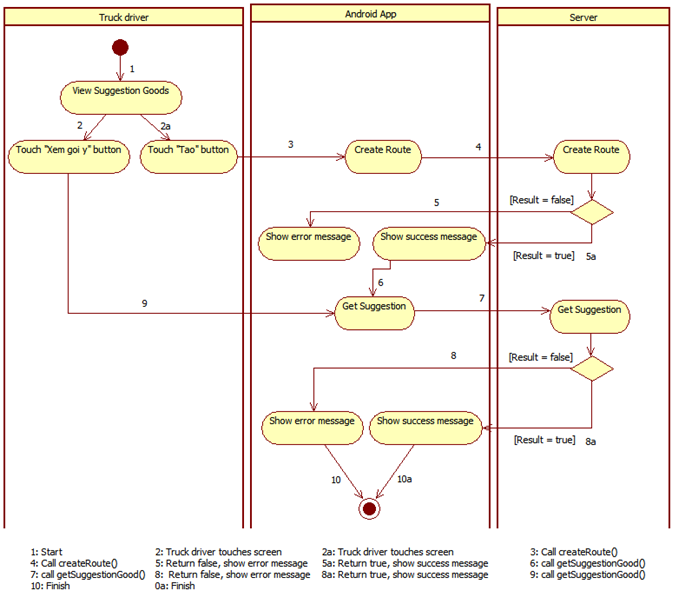 Truck driver
Android App
Server
1
View Suggestion Goods
2
2a
Touch "Xem goi y" button
Touch "Tao" button
3
Create Route
4
Create Route
5
[Result = false]
Show error message
Show success message
[Result = true]
5a
6
9
Get Suggestion
7
Get Suggestion
8
[Result = false]
Show error message
Show success message
[Result = true]
8a
10
10a
1: Start 2: Truck driver touches screen 2a: Truck driver touches screen 3: Call createRoute()
4: Call createRoute() 5: Return false, show error message 5a: Return true, show success message 6: call getSuggestionGood()
7: call getSuggestionGood() 8: Return false, show error message 8a: Return true, show success message 9: call getSuggestionGood()
10: Finish 0a: Finish